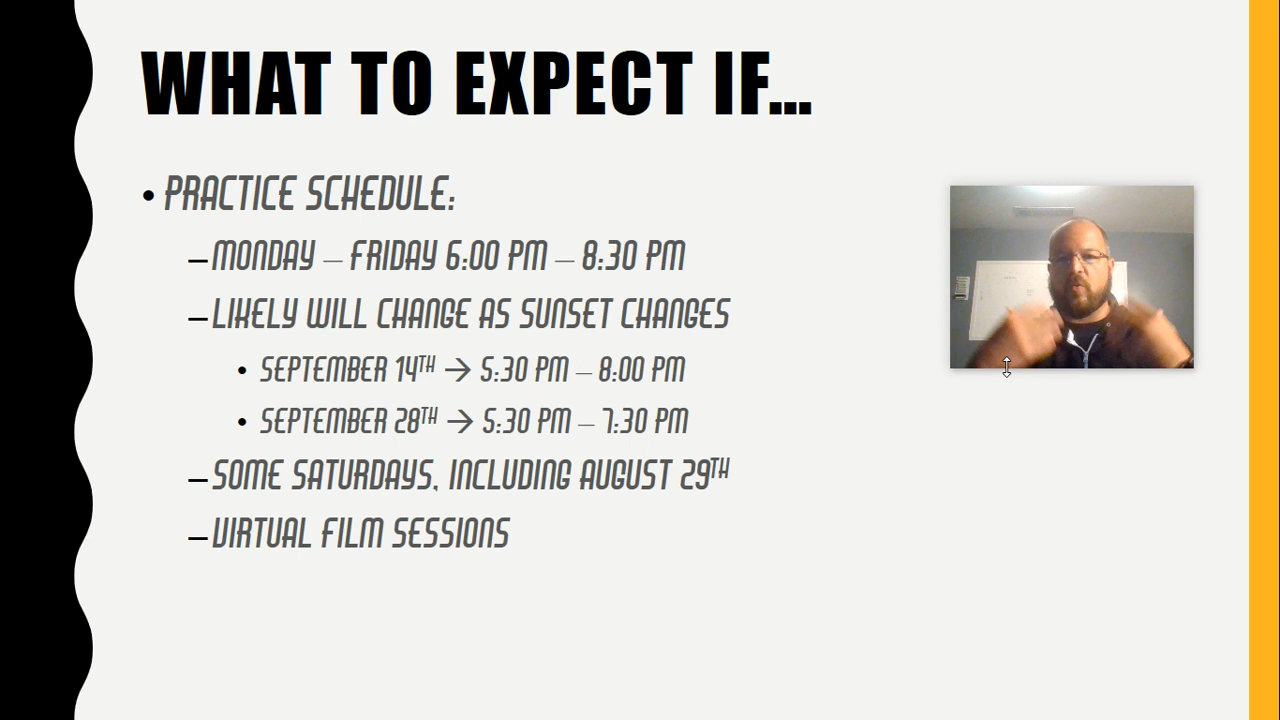 WHAT TO EXPECT IF...
• PRACTICE SCHEDULE:
– MONDAY – FRIDAY 6:00 PM – 8:30 PM
– LIKELY WILL CHANGE AS SUNSET CHANGES
• SEPTEMBER 14TH → 5:30 PM – 8:00 PM
• SEPTEMBER 28TH → 5:30 PM – 7:30 PM
– SOME SATURDAYS, INCLUDING AUGUST 29TH
– VIRTUAL FILM SESSIONS